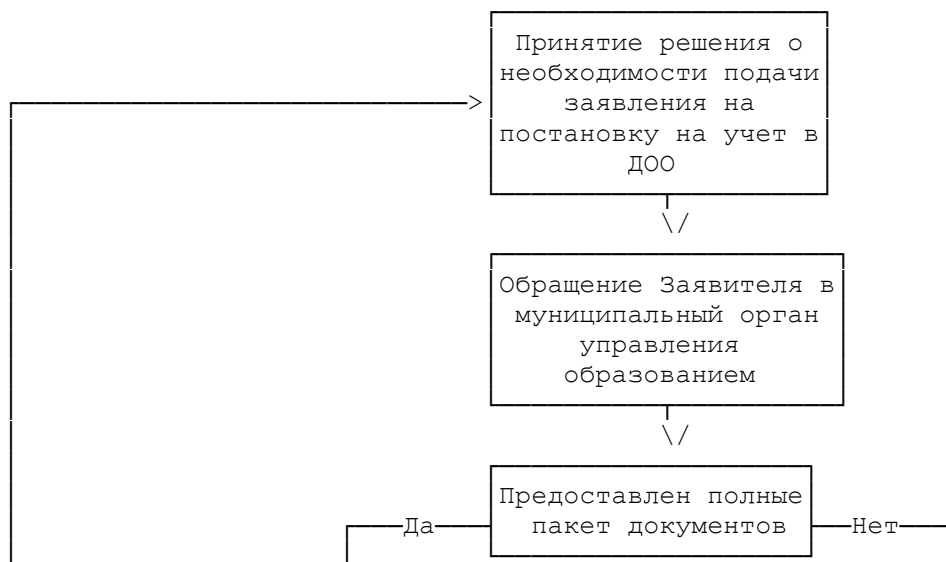 Принятие решения о
необходимости подачи
заявления на
постановку на учет в
ДОО
Обращение Заявителя в
муниципальный орган
управления
образованием
Предоставлен полные
Да пакет документов Нет